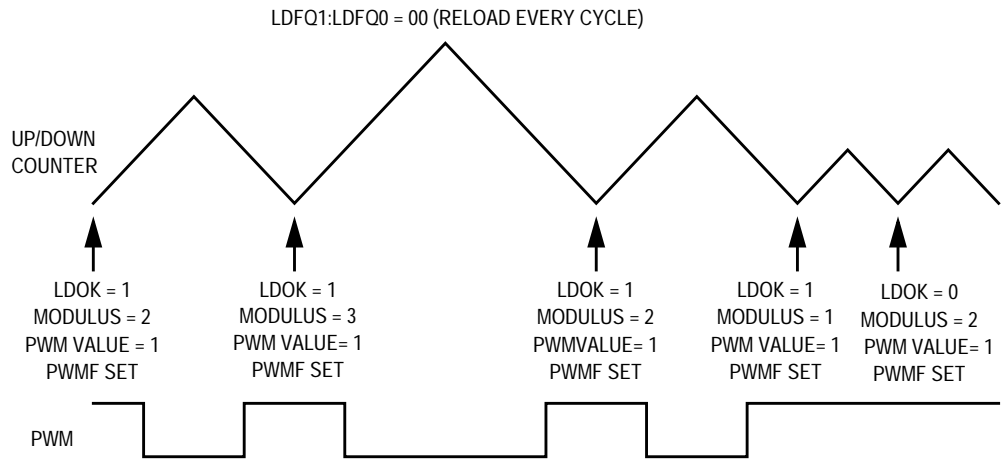 LDFQ1:LDFQ0 = 00 (RELOAD EVERY CYCLE)
UP/DOWN
COUNTER
LDOK = 1
MODULUS = 2
PWM VALUE = 1
PWMF SET
LDOK = 1
MODULUS = 3
PWM VALUE= 1
PWMF SET
LDOK = 1
MODULUS = 2
PWMVALUE= 1
PWMF SET
LDOK = 1
MODULUS = 1
PWM VALUE= 1
PWMF SET
LDOK = 0
MODULUS = 2
PWM VALUE= 1
PWMF SET
PWM